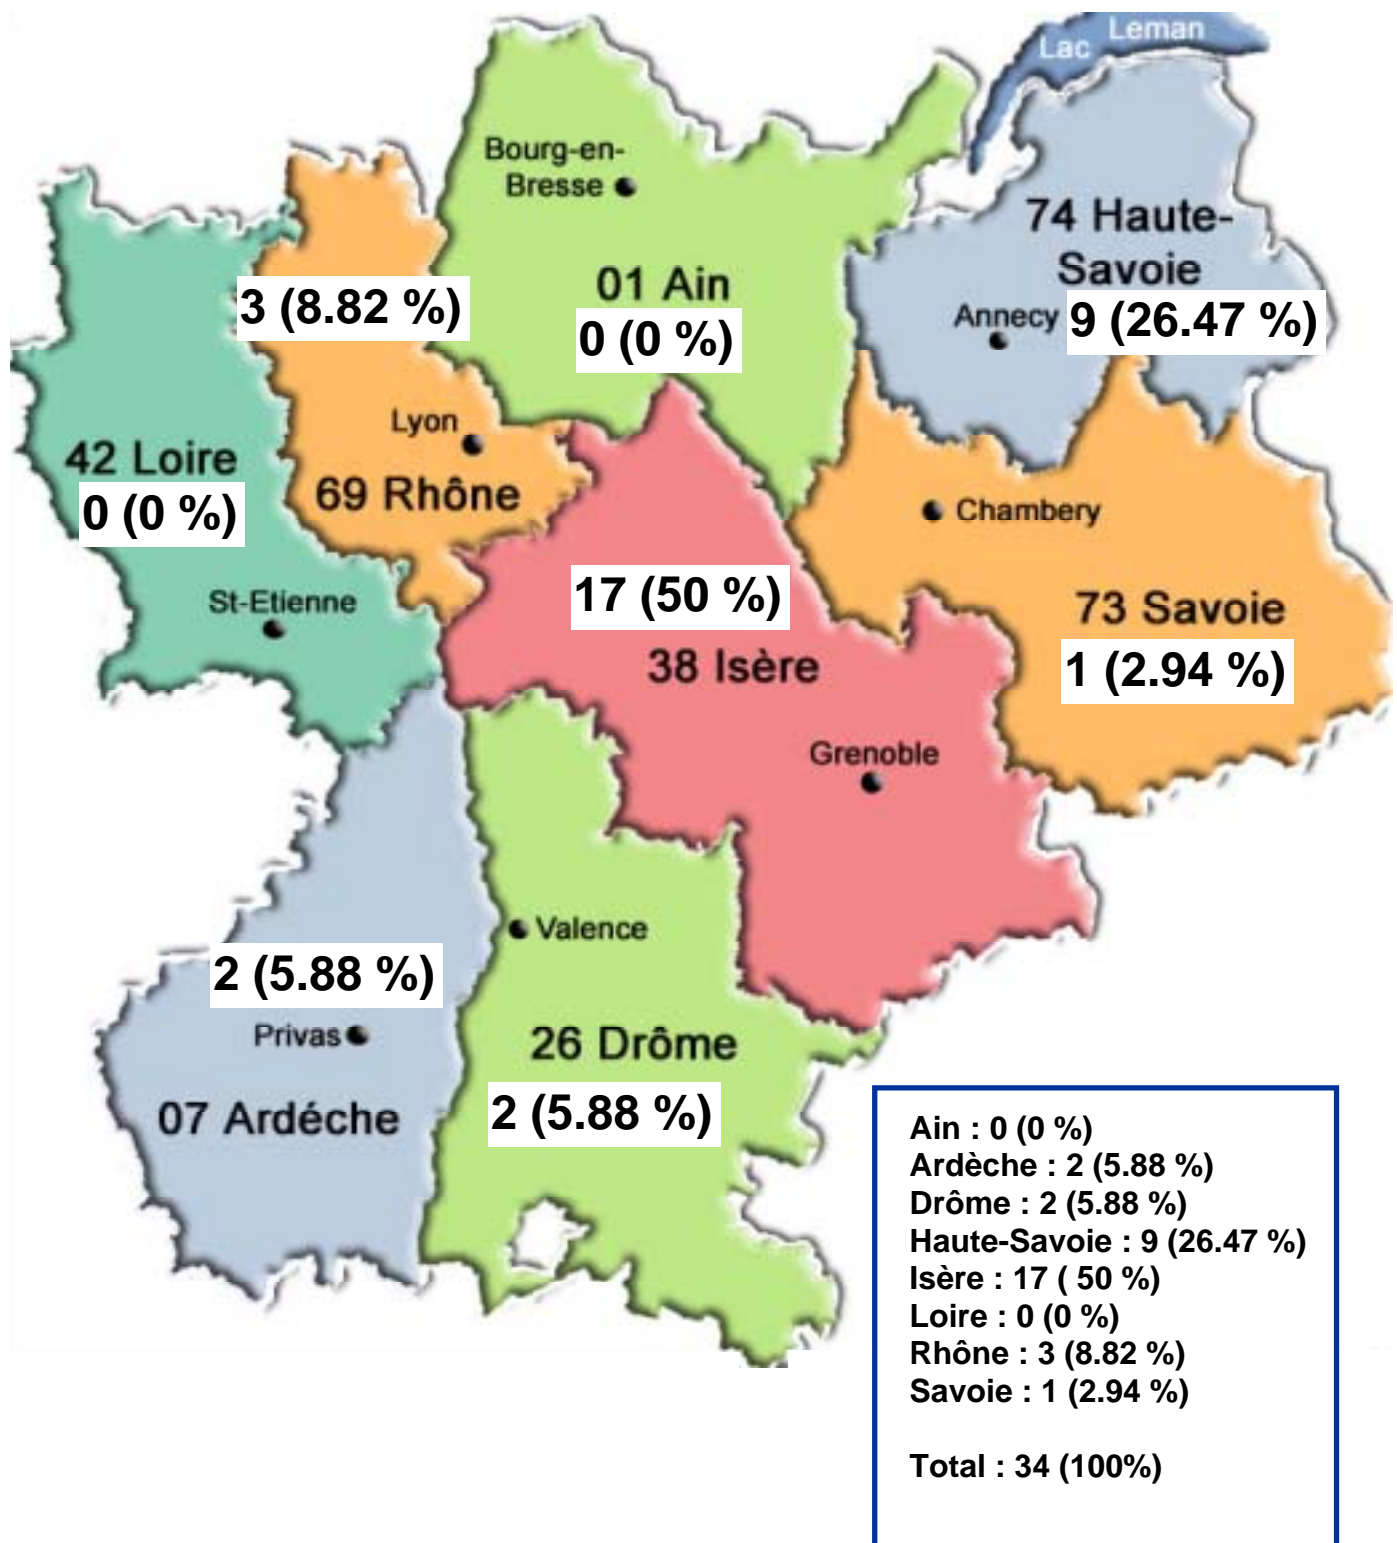 Lac Leman
Bourg-en-
Bresse
74 Haute-
Savoie
01 Ain
3 (8.82 %)
0 (0 %)
Annecy
9 (26.47 %)
Lyon
42 Loire
0 (0 %)
69 Rhône
Chambery
17 (50 %)
St-Etienne
73 Savoie
38 Isère
1 (2.94 %)
Grenoble
Valence
2 (5.88 %)
Privas
26 Drôme
07 Ardéche
2 (5.88 %)
Ain : 0 (0 %)
Ardèche : 2 (5.88 %)
Drôme : 2 (5.88 %)
Haute-Savoie : 9 (26.47 %)
Isère : 17 ( 50 %)
Loire : 0 (0 %)
Rhône : 3 (8.82 %)
Savoie : 1 (2.94 %)
Total : 34 (100%)